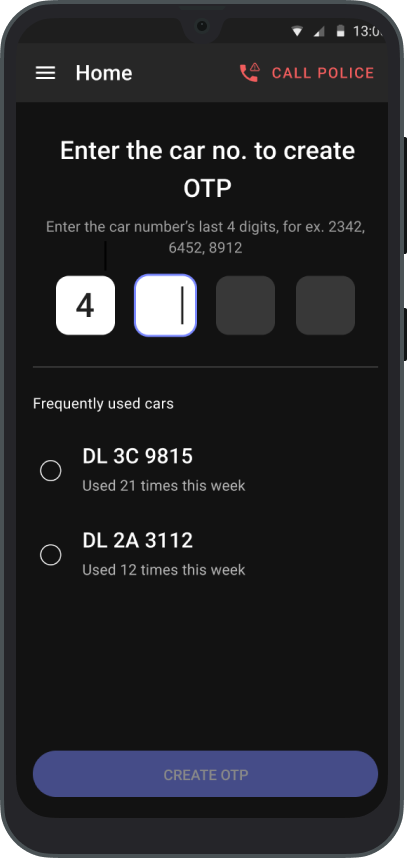 13:0
Home
CALL POLICE
Enter the car no. to create
OTP
Enter the car number's last 4 digits, for ex. 2342,
6452, 8912
4
Frequently used cars
DL 3C 9815
Used 21 times this week
DL 2A 3112
Used 12 times this week
CREATE OTP